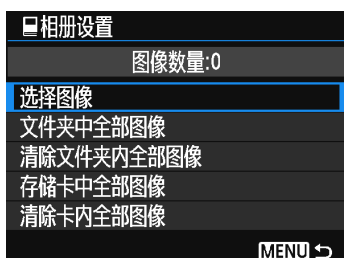 相册设置
图像数量:0
选择图像
文件夹中全部图像
清除文件夹内全部图像
存储卡中全部图像
清除卡内全部图像
MENU